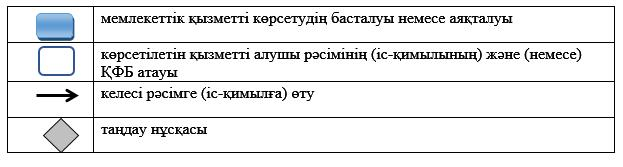 мемлекеттік қызметті көрсетудің басталуы немесе аяқталуы
көрсетілетін қызметті алушы рәсімінің (іс-қимылының) және (немесе)
ҚФБ атауы
келесі рәсімге (іс-қимылға) өту
таңдау нұсқасы